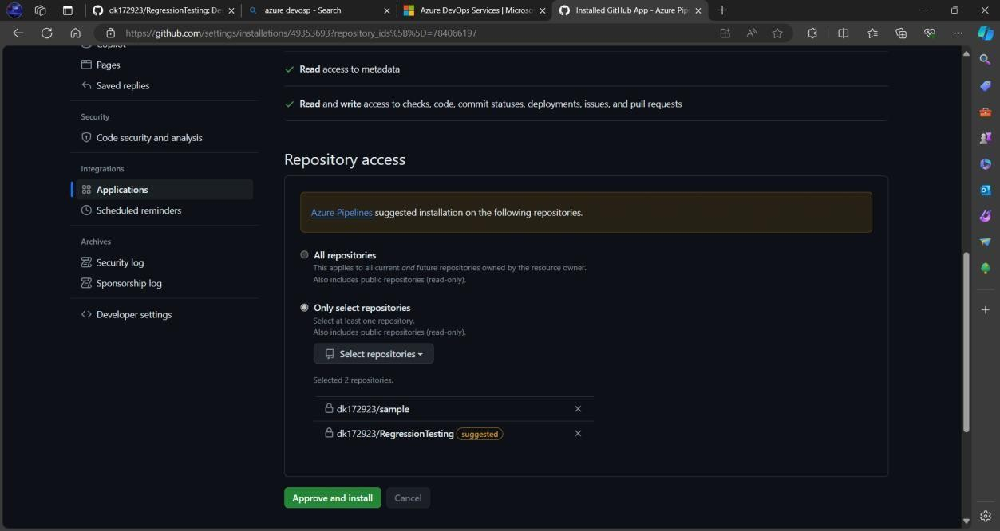 dk172923/RegressionTesting: De
azure devosp - Search
Azure DevOps Services | Microso
Installed GitHub App - Azure Pip
https://github.com/settings/installations/49353693?repository_ids%5B%5D=784066197
Copilot
Pages
Saved replies
Security
Code security and analysis
Integrations
Applications
Scheduled reminders
Archives
Security log
Sponsorship log
Developer settings
Read access to metadata
Read and write access to checks, code, commit statuses, deployments, issues, and pull requests
Repository access
Azure Pipelines suggested installation on the following repositories.
All repositories
This applies to all current and future repositories owned by the resource owner.
Also includes public repositories (read-only).
Only select repositories
Select at least one repository.
Also includes public repositories (read-only).
Select repositories
Selected 2 repositories.
dk172923/sample
dk172923/RegressionTesting suggested
Approve and install
Cancel